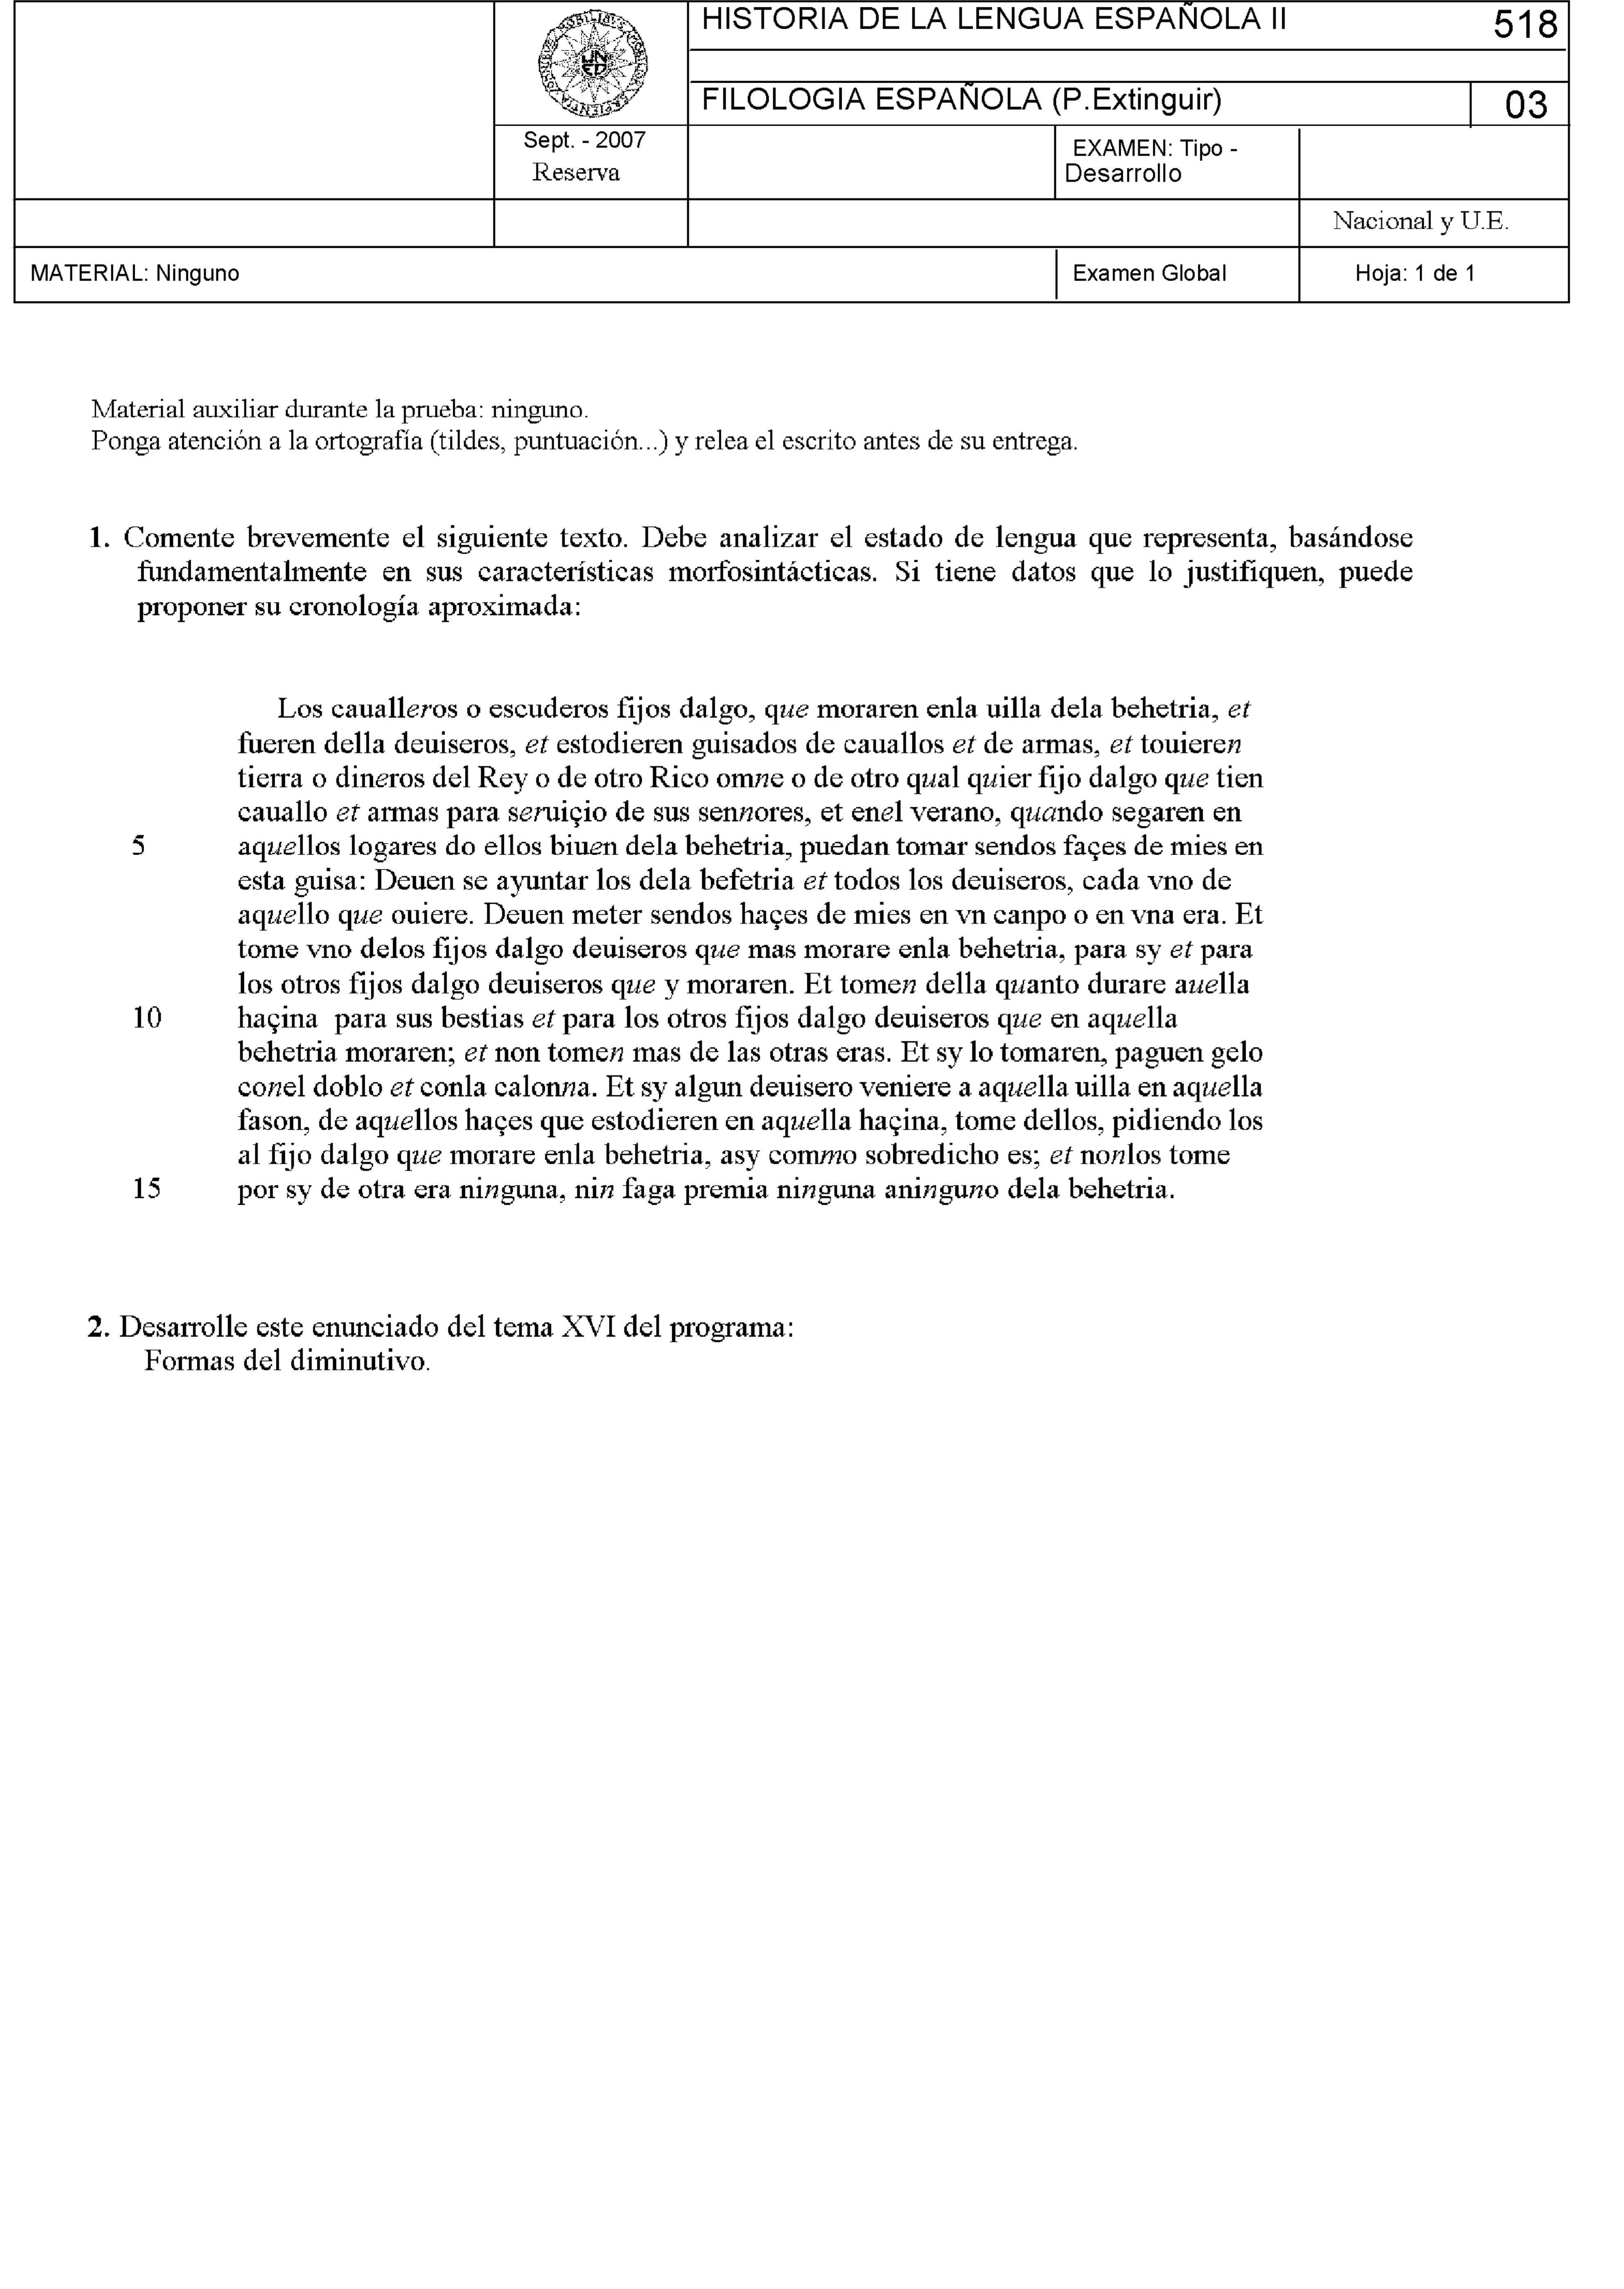 HISTORIA DE LA LENGUA ESPAÑOLA II 518
FILOLOGIA ESPAÑOLA (P.Extinguir) 03
Sept. - 2007
Reserva
EXAMEN: Tipo -
Desarrollo
Nacional y U.E.
MATERIAL: Ninguno Examen Global Hoja: 1 de 1
Material auxiliar durante la prueba: ninguno.
Ponga atención a la ortografía (tildes, puntuación...) y relea el escrito antes de su entrega.
1. Comente brevemente el siguiente texto. Debe analizar el estado de lengua que representa, basándose
fundamentalmente en sus características morfosintácticas. Si tiene datos que lo justifiquen, puede
proponer su cronología aproximada:
Los caualleros o escuderos fijos dalgo, que moraren enla uilla dela behetria, et
fueren della deuiseros, et estodieren guisados de cauallos et de armas, et touieren
tierra o dineros del Rey o de otro Rico omne o de otro qual quier fijo dalgo que tien
cauallo et armas para seruiçio de sus sennores, et enel verano, quando segaren en
5 aquellos logares do ellos biuen dela behetria, puedan tomar sendos façes de mies en
esta guisa: Deuen se ayuntar los dela befetria et todos los deuiseros, cada vno de
aquello que ouiere. Deuen meter sendos haçes de mies en vn canpo o en vna era. Et
tome vno delos fijos dalgo deuiseros que mas morare enla behetria, para sy et para
los otros fijos dalgo deuiseros que y moraren. Et tomen della quanto durare auella
10 haçina para sus bestias et para los otros fijos dalgo deuiseros que en aquella
behetria moraren; et non tomen mas de las otras eras. Et sy lo tomaren, paguen gelo
conel doblo et conla calonna. Et sy algun deuisero veniere a aquella uilla en aquella
fason, de aquellos haçes que estodieren en aquella haçina, tome dellos, pidiendo los
al fijo dalgo que morare enla behetria, asy commo sobredicho es; et nonlos tome
15 por sy de otra era ninguna, nin faga premia ninguna aninguno dela behetria.
2. Desarrolle este enunciado del tema XVI del programa:
Formas del diminutivo.